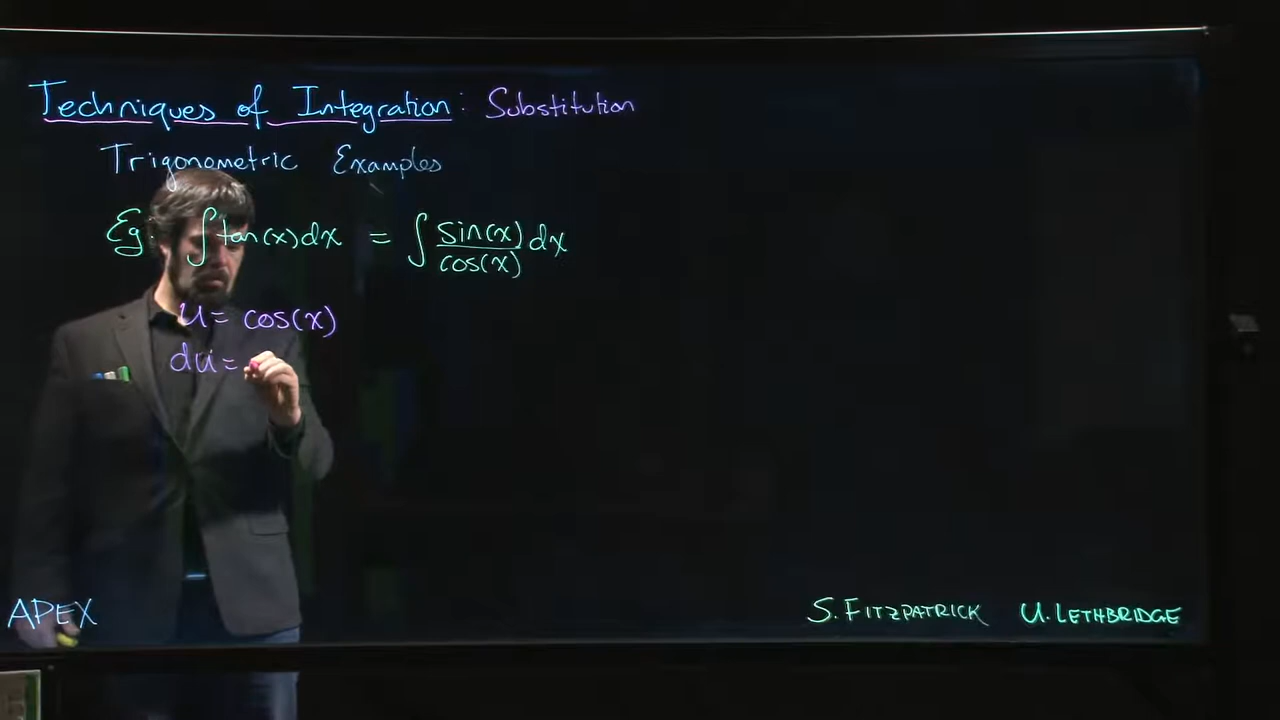 Techniques of Integration: Substitution
Trigonometric Examples
Eg: ∫tan(x)dx = ∫ sin(x)/cos(x) dx
u = cos(x)
du =
APEX
S. FITZPATRICK U. LETHBRIDGE